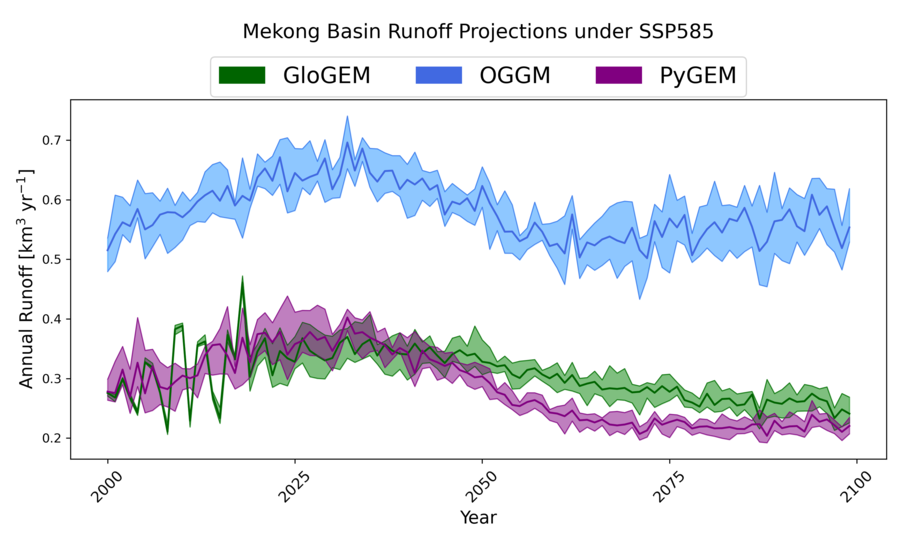 Mekong Basin Runoff Projections under SSP585
GloGEM OGGM PyGEM
Annual Runoff [km³ yr⁻¹]
0.7
0.6
0.5
0.4
0.3
0.2
2000 2025 2050 2075 2100
Year